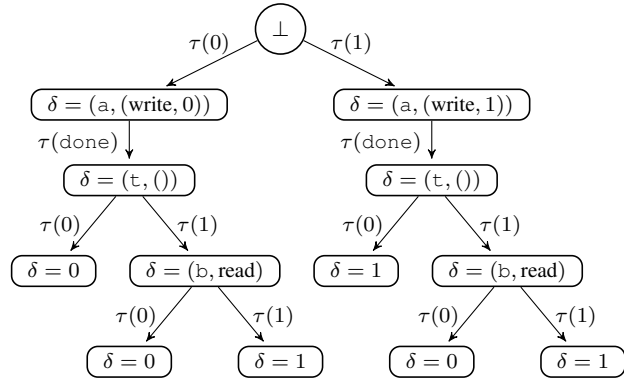 ⊥
τ(0) τ(1)
δ = (a, (write, 0)) δ = (a, (write, 1))
τ(done) τ(done)
δ = (t, ()) δ = (t, ())
τ(0) τ(1) τ(0) τ(1)
δ = 0 δ = (b, read) δ = 1 δ = (b, read)
τ(0) τ(1) τ(0) τ(1)
δ = 0 δ = 1 δ = 0 δ = 1